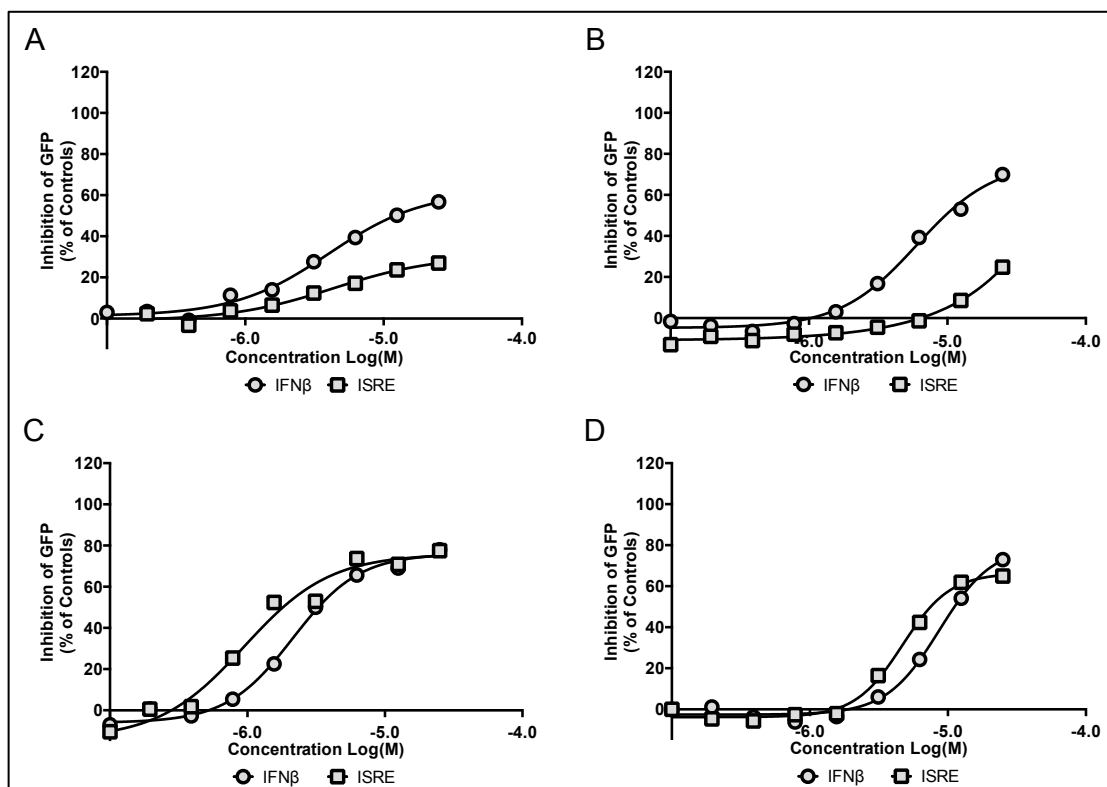 A
Inhibition of GFP
(% of Controls)
120
100
80
60
40
20
0
-6.0 -5.0 -4.0
Concentration Log(M)
IFNβ ISRE
B
Inhibition of GFP
(% of Controls)
120
100
80
60
40
20
0
-6.0 -5.0 -4.0
Concentration Log(M)
IFNβ ISRE
C
Inhibition of GFP
(% of Controls)
120
100
80
60
40
20
0
-6.0 -5.0 -4.0
Concentration Log(M)
IFNβ ISRE
D
Inhibition of GFP
(% of Controls)
120
100
80
60
40
20
0
-6.0 -5.0 -4.0
Concentration Log(M)
IFNβ ISRE